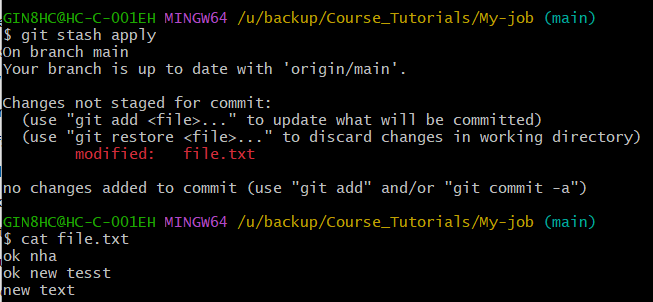 GIN8HC@HC-C-001EH MINGW64 /u/backup/Course_Tutorials/My-job (main)
$ git stash apply
On branch main
Your branch is up to date with 'origin/main'.
Changes not staged for commit:
  (use "git add <file>..." to update what will be committed)
  (use "git restore <file>..." to discard changes in working directory)
        modified:   file.txt
no changes added to commit (use "git add" and/or "git commit -a")
GIN8HC@HC-C-001EH MINGW64 /u/backup/Course_Tutorials/My-job (main)
$ cat file.txt
ok nha
ok new tesst
new text